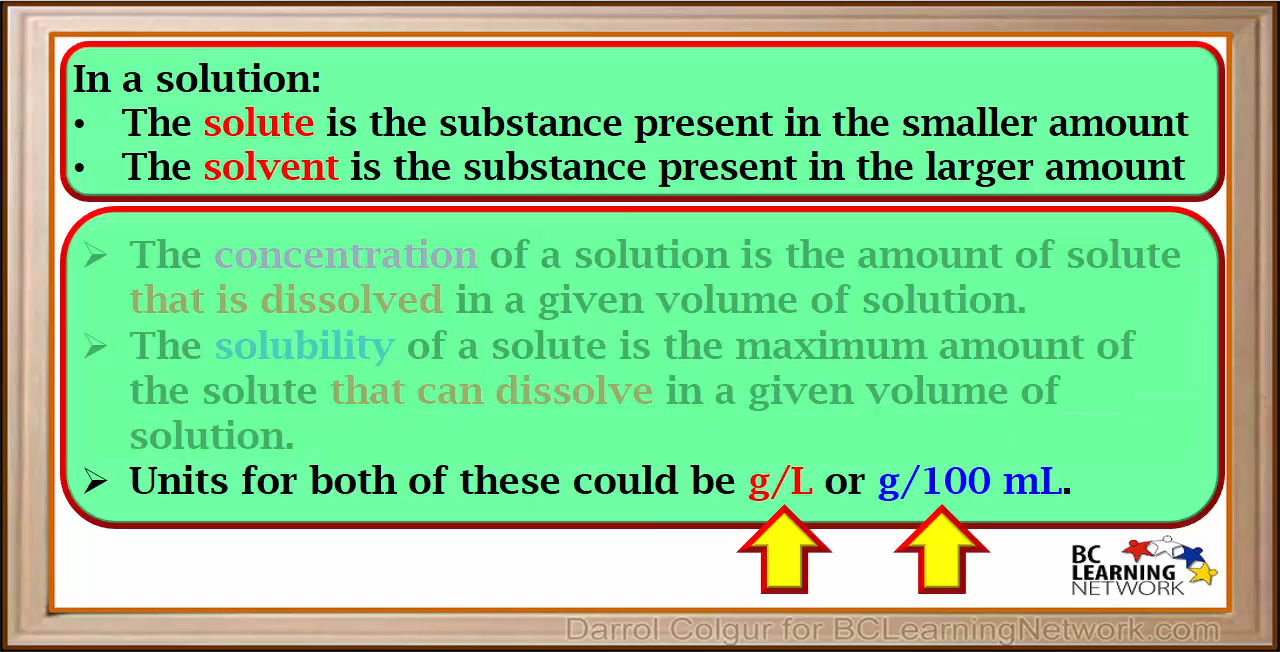 In a solution:
• The solute is the substance present in the smaller amount
• The solvent is the substance present in the larger amount
➢ The concentration of a solution is the amount of solute
that is dissolved in a given volume of solution.
➢ The solubility of a solute is the maximum amount of
the solute that can dissolve in a given volume of
solution.
➢ Units for both of these could be g/L or g/100 mL.
BC
LEARNING
NETWORK
Darrol Colgur for BCLearningNetwork.com